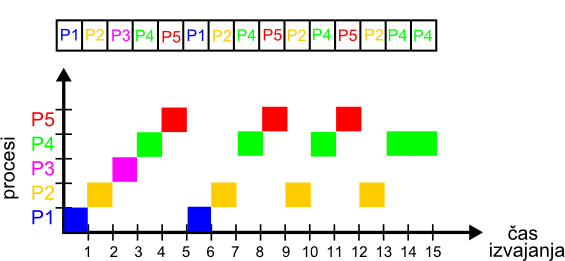 P1 P2 P3 P4 P5 P1 P2 P4 P5 P2 P4 P5 P2 P4 P4
procesi
P5
P4
P3
P2
P1
1 2 3 4 5 6 7 8 9 10 11 12 13 14 15
čas
izvajanja